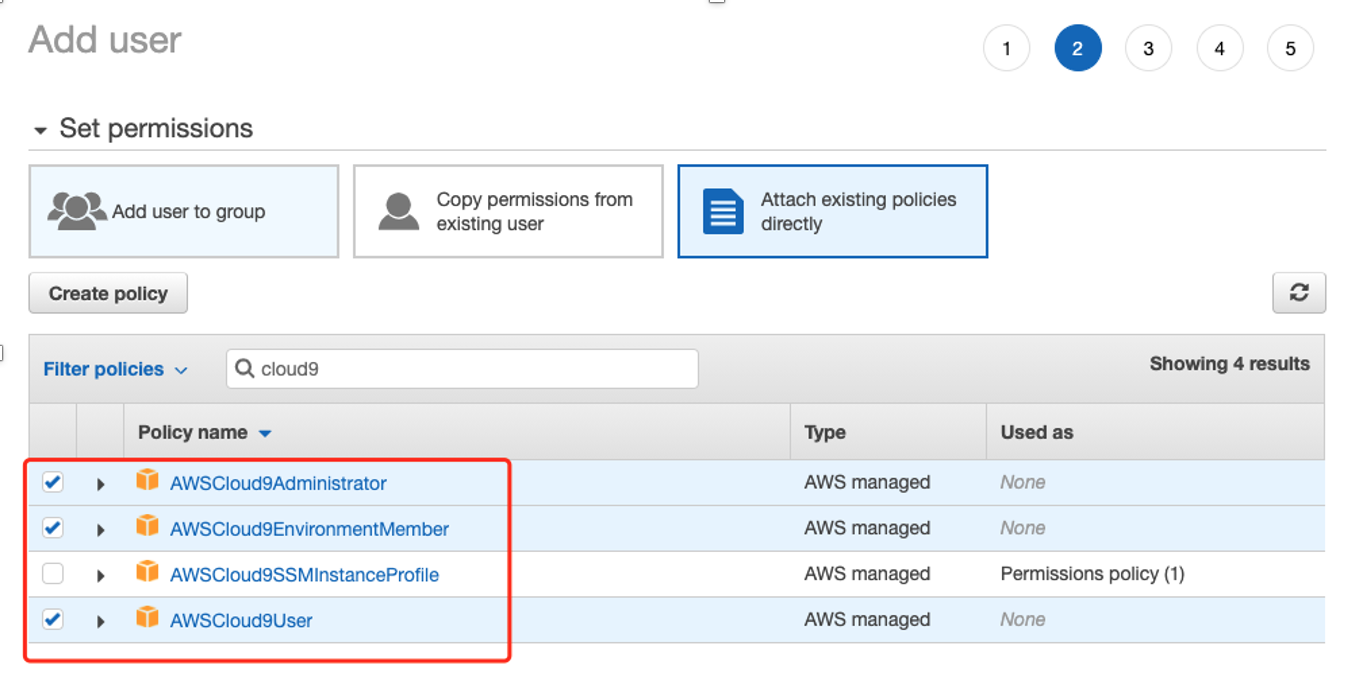 Add user
1 2 3 4 5
Set permissions
Add user to group
Copy permissions from
existing user
Attach existing policies
directly
Create policy
Filter policies
cloud9
Showing 4 results
Policy name Type Used as
AWSCloud9Administrator AWS managed None
AWSCloud9EnvironmentMember AWS managed None
AWSCloud9SSMInstanceProfile AWS managed Permissions policy (1)
AWSCloud9User AWS managed None